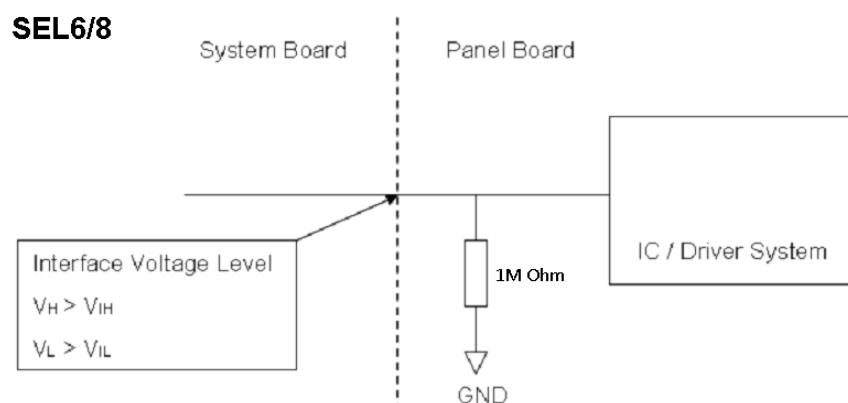 SEL6/8
System Board
Panel Board
Interface Voltage Level
VH > VIH
VL > VIL
1M Ohm
IC / Driver System
GND